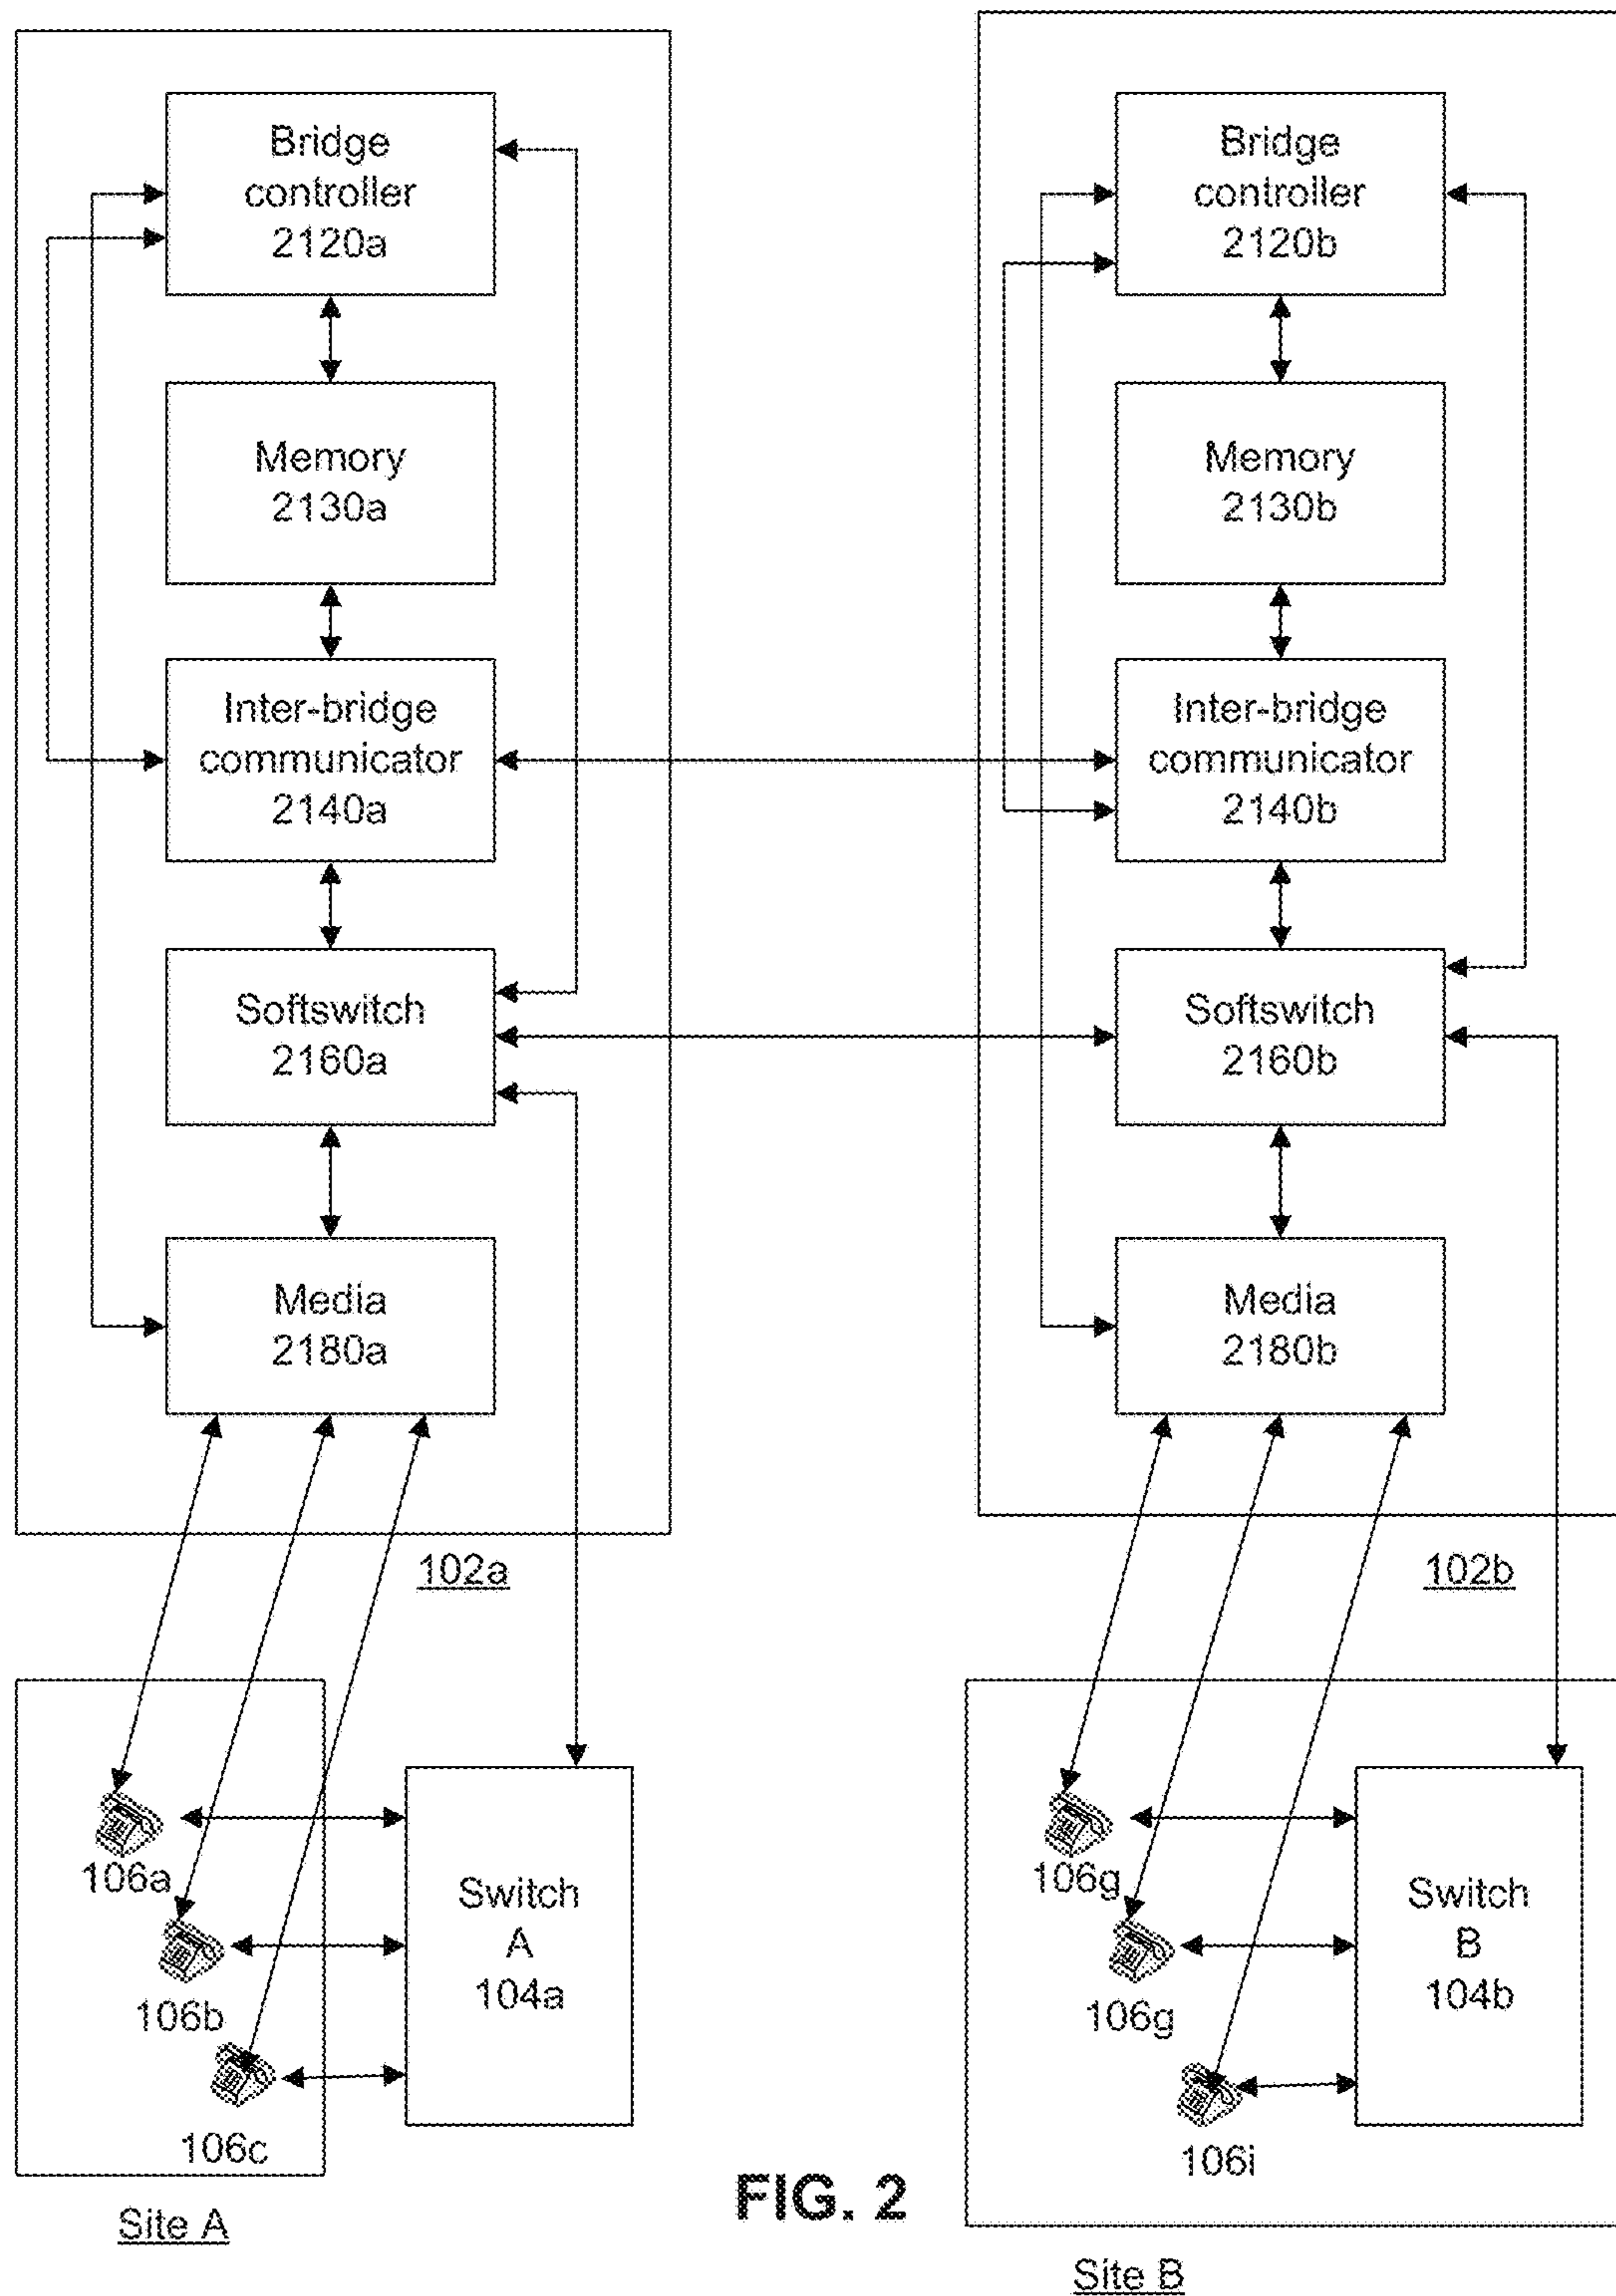 Bridge
controller
2120a
Memory
2130a
Inter-bridge
communicator
2140a
Softswitch
2160a
Media
2180a
102a
106a
106b
106c
Switch
A
104a
Site A
Bridge
controller
2120b
Memory
2130b
Inter-bridge
communicator
2140b
Softswitch
2160b
Media
2180b
102b
106g
106g
106i
Switch
B
104b
Site B
FIG. 2